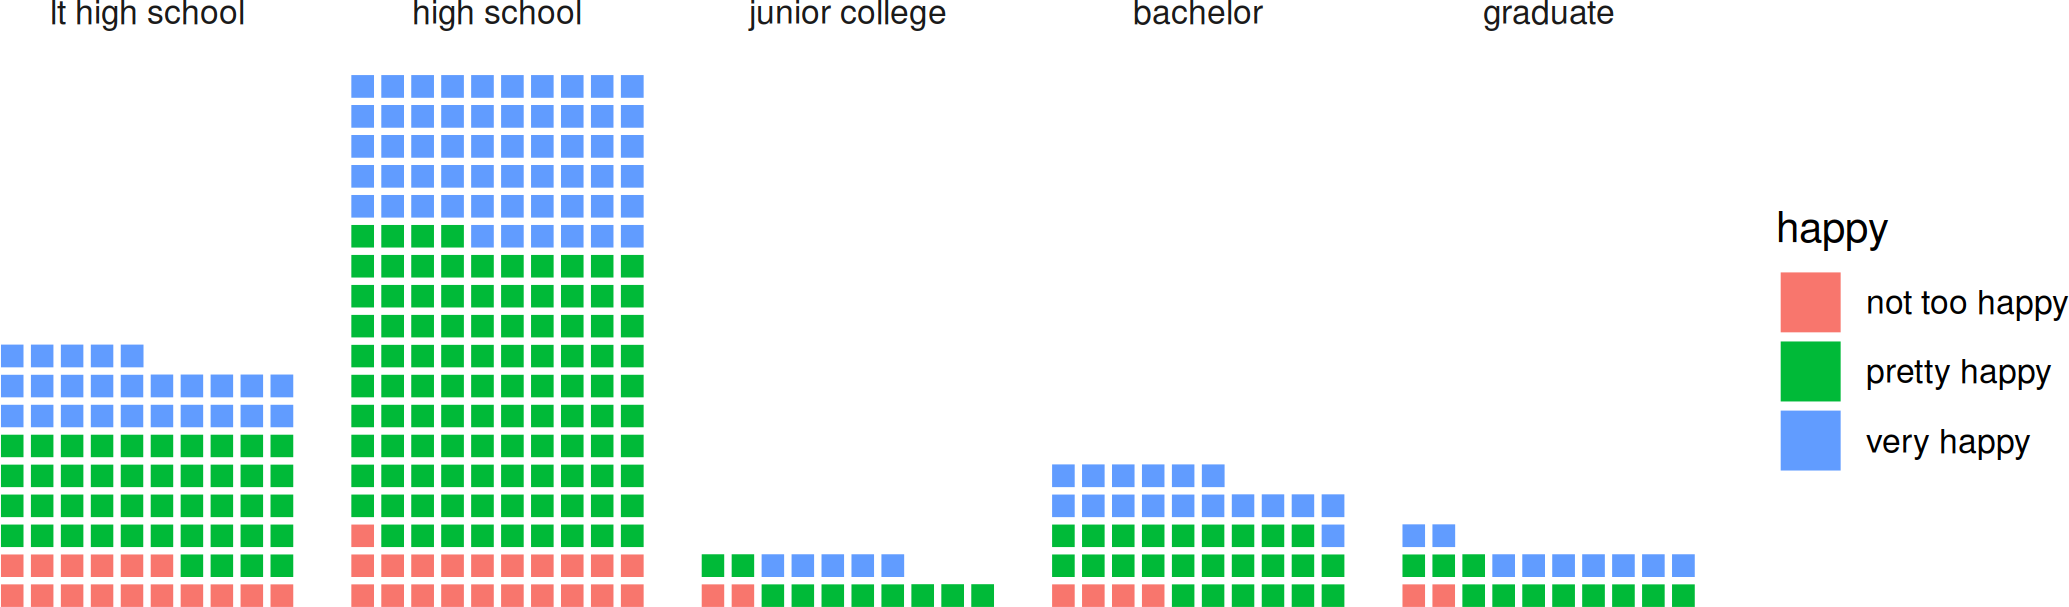 lt high school
high school
junior college
bachelor
graduate
happy
not too happy
pretty happy
very happy